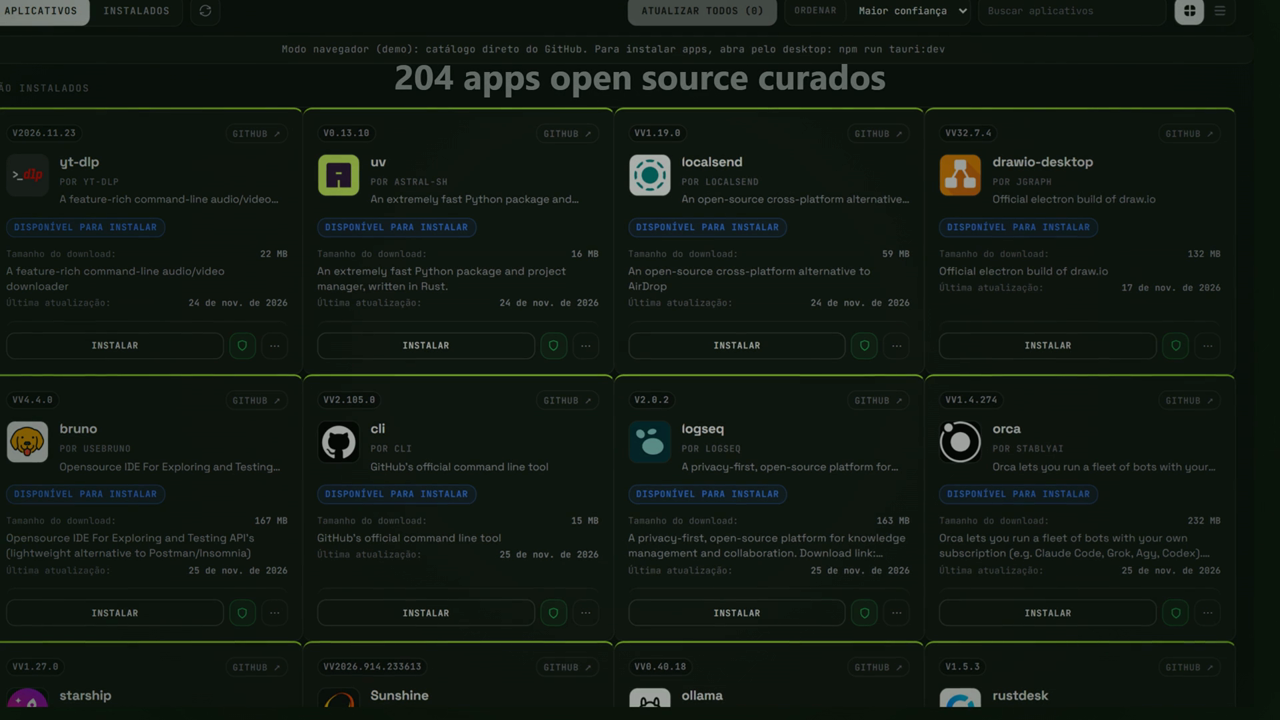 APLICATIVOS INSTALADOS ATUALIZAR TODOS (0) ORDENAR Maior confiança Buscar aplicativos
Modo navegador (demo): catálogo direto do GitHub. Para instalar apps, abra pelo desktop: npm run tauri:dev
204 apps open source curados
ÃO INSTALADOS
V2026.11.23 GITHUB ↗
>_dlp
yt-dlp
POR YT-DLP
A feature-rich command-line audio/video…
DISPONÍVEL PARA INSTALAR
Tamanho do download: 22 MB
A feature-rich command-line audio/video
downloader
Última atualização: 24 de nov. de 2026
INSTALAR ...
V0.13.10 GITHUB ↗
uv
POR ASTRAL-SH
An extremely fast Python package and…
DISPONÍVEL PARA INSTALAR
Tamanho do download: 16 MB
An extremely fast Python package and project
manager, written in Rust.
Última atualização: 24 de nov. de 2026
INSTALAR ...
VV1.19.0 GITHUB ↗
localsend
POR LOCALSEND
An open-source cross-platform alternative…
DISPONÍVEL PARA INSTALAR
Tamanho do download: 59 MB
An open-source cross-platform alternative to
AirDrop
Última atualização: 24 de nov. de 2026
INSTALAR ...
VV32.7.4 GITHUB ↗
drawio-desktop
POR JGRAPH
Official electron build of draw.io
DISPONÍVEL PARA INSTALAR
Tamanho do download: 132 MB
Official electron build of draw.io
Última atualização: 17 de nov. de 2026
INSTALAR ...
VV4.4.0 GITHUB ↗
bruno
POR USEBRUNO
Opensource IDE For Exploring and Testing…
DISPONÍVEL PARA INSTALAR
Tamanho do download: 167 MB
Opensource IDE For Exploring and Testing API's
(lightweight alternative to Postman/Insomnia)
Última atualização: 25 de nov. de 2026
INSTALAR ...
VV2.105.0 GITHUB ↗
cli
POR CLI
GitHub's official command line tool
DISPONÍVEL PARA INSTALAR
Tamanho do download: 15 MB
GitHub's official command line tool
Última atualização: 25 de nov. de 2026
INSTALAR ...
V2.0.2 GITHUB ↗
logseq
POR LOGSEQ
A privacy-first, open-source platform for…
DISPONÍVEL PARA INSTALAR
Tamanho do download: 163 MB
A privacy-first, open-source platform for knowledge
management and collaboration. Download link:…
Última atualização: 25 de nov. de 2026
INSTALAR ...
VV1.4.274 GITHUB ↗
orca
POR STABLYAI
Orca lets you run a fleet of bots with your…
DISPONÍVEL PARA INSTALAR
Tamanho do download: 232 MB
Orca lets you run a fleet of bots with your own
subscription (e.g. Claude Code, Grok, Agy, Codex).…
Última atualização: 25 de nov. de 2026
INSTALAR ...
VV1.27.0 GITHUB ↗
starship
VV2026.914.233613 GITHUB ↗
Sunshine
VV0.40.18 GITHUB ↗
ollama
V1.5.3 GITHUB ↗
rustdesk